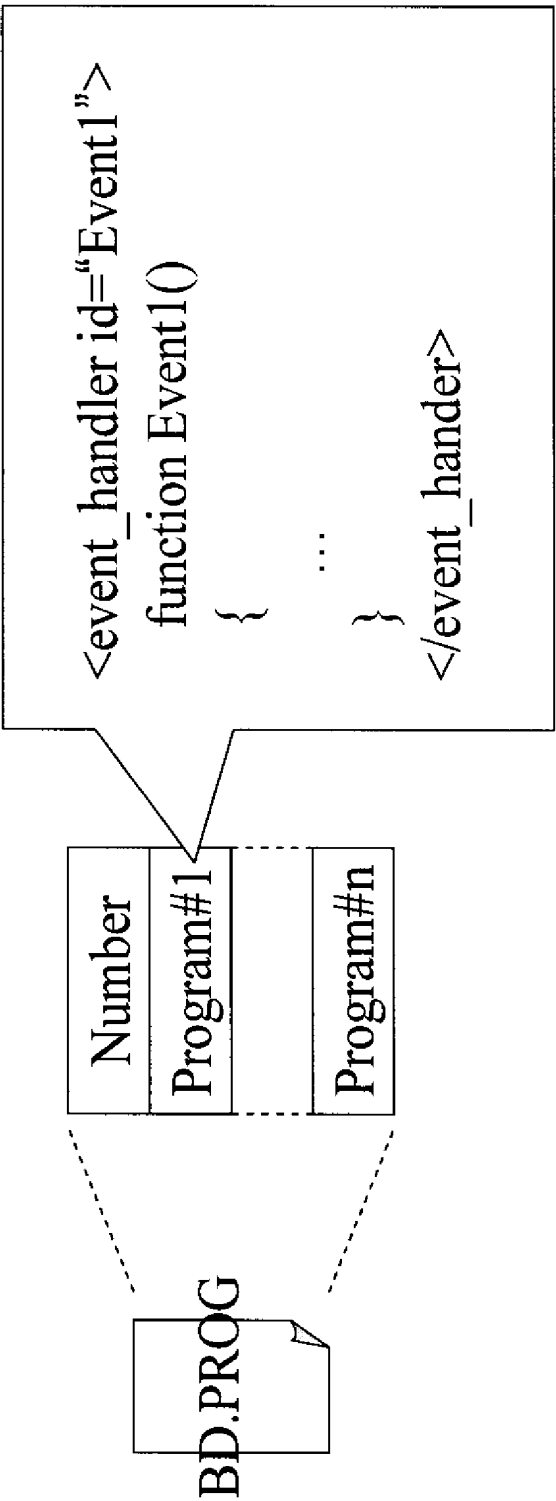 BD.PROG
Number
Program#1
Program#n
<event_handler id=“Event1”>
function Event1()
{
...
}
</event_hander>